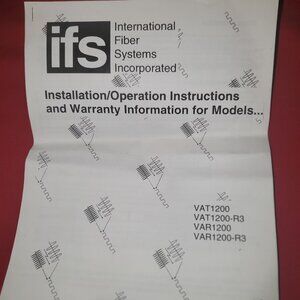 ifs
International
Fiber
Systems
Incorporated
Installation/Operation Instructions
and Warranty Information for Models...
VAT1200
VAT1200-R3
VAR1200
VAR1200-R3